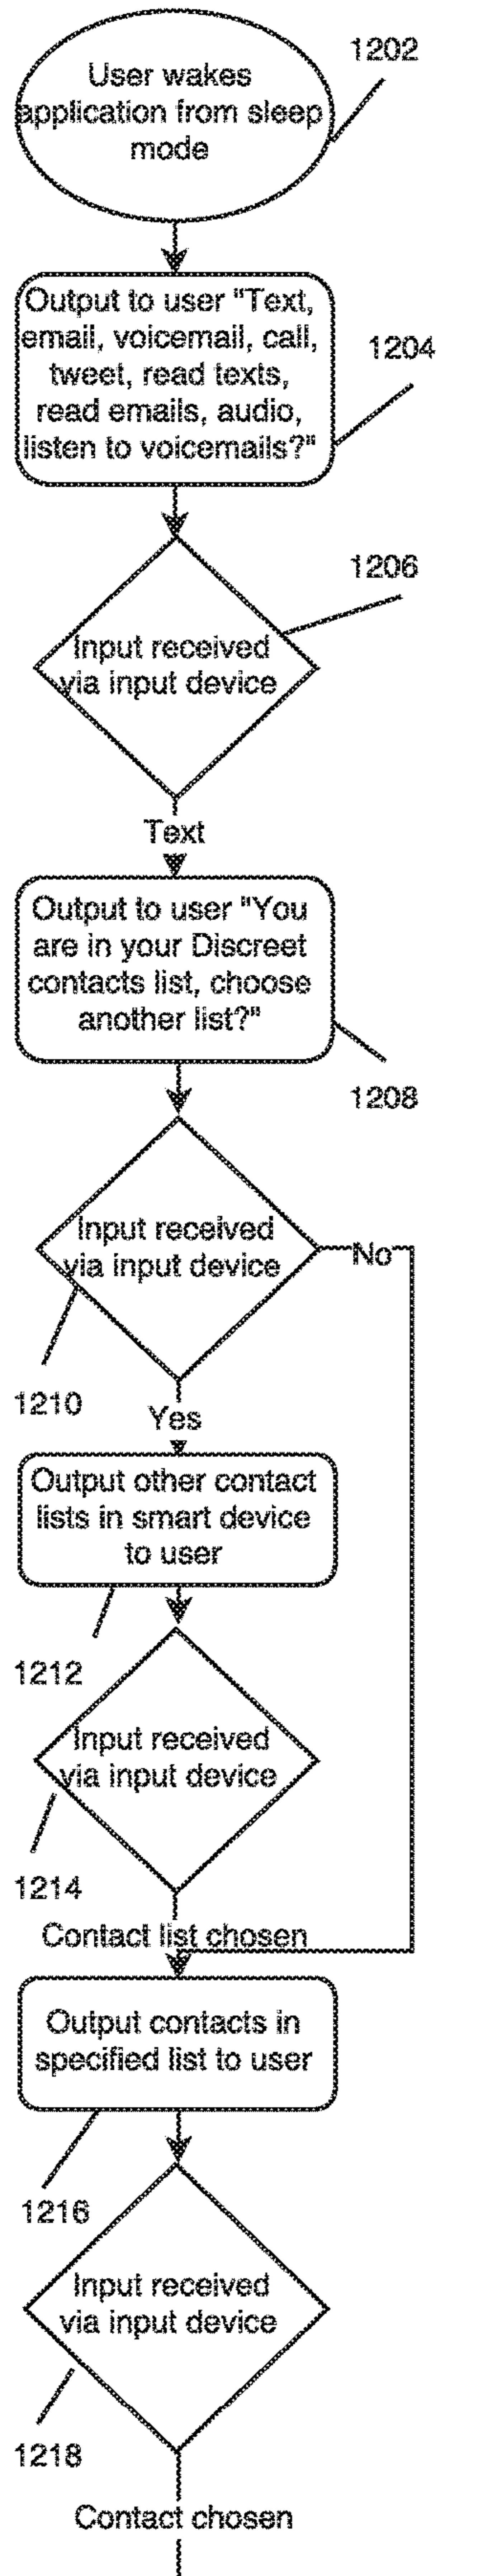 1202
User wakes
application from sleep
mode
Output to user "Text,
email, voicemail, call,
tweet, read texts,
read emails, audio,
listen to voicemails?"
1204
1206
Input received
via input device
Text
Output to user "You
are in your Discreet
contacts list, choose
another list?"
1208
Input received
via input device
No
1210
Yes
Output other contact
lists in smart device
to user
1212
Input received
via input device
1214
Contact list chosen
Output contacts in
specified list to user
1216
Input received
via input device
1218
Contact chosen